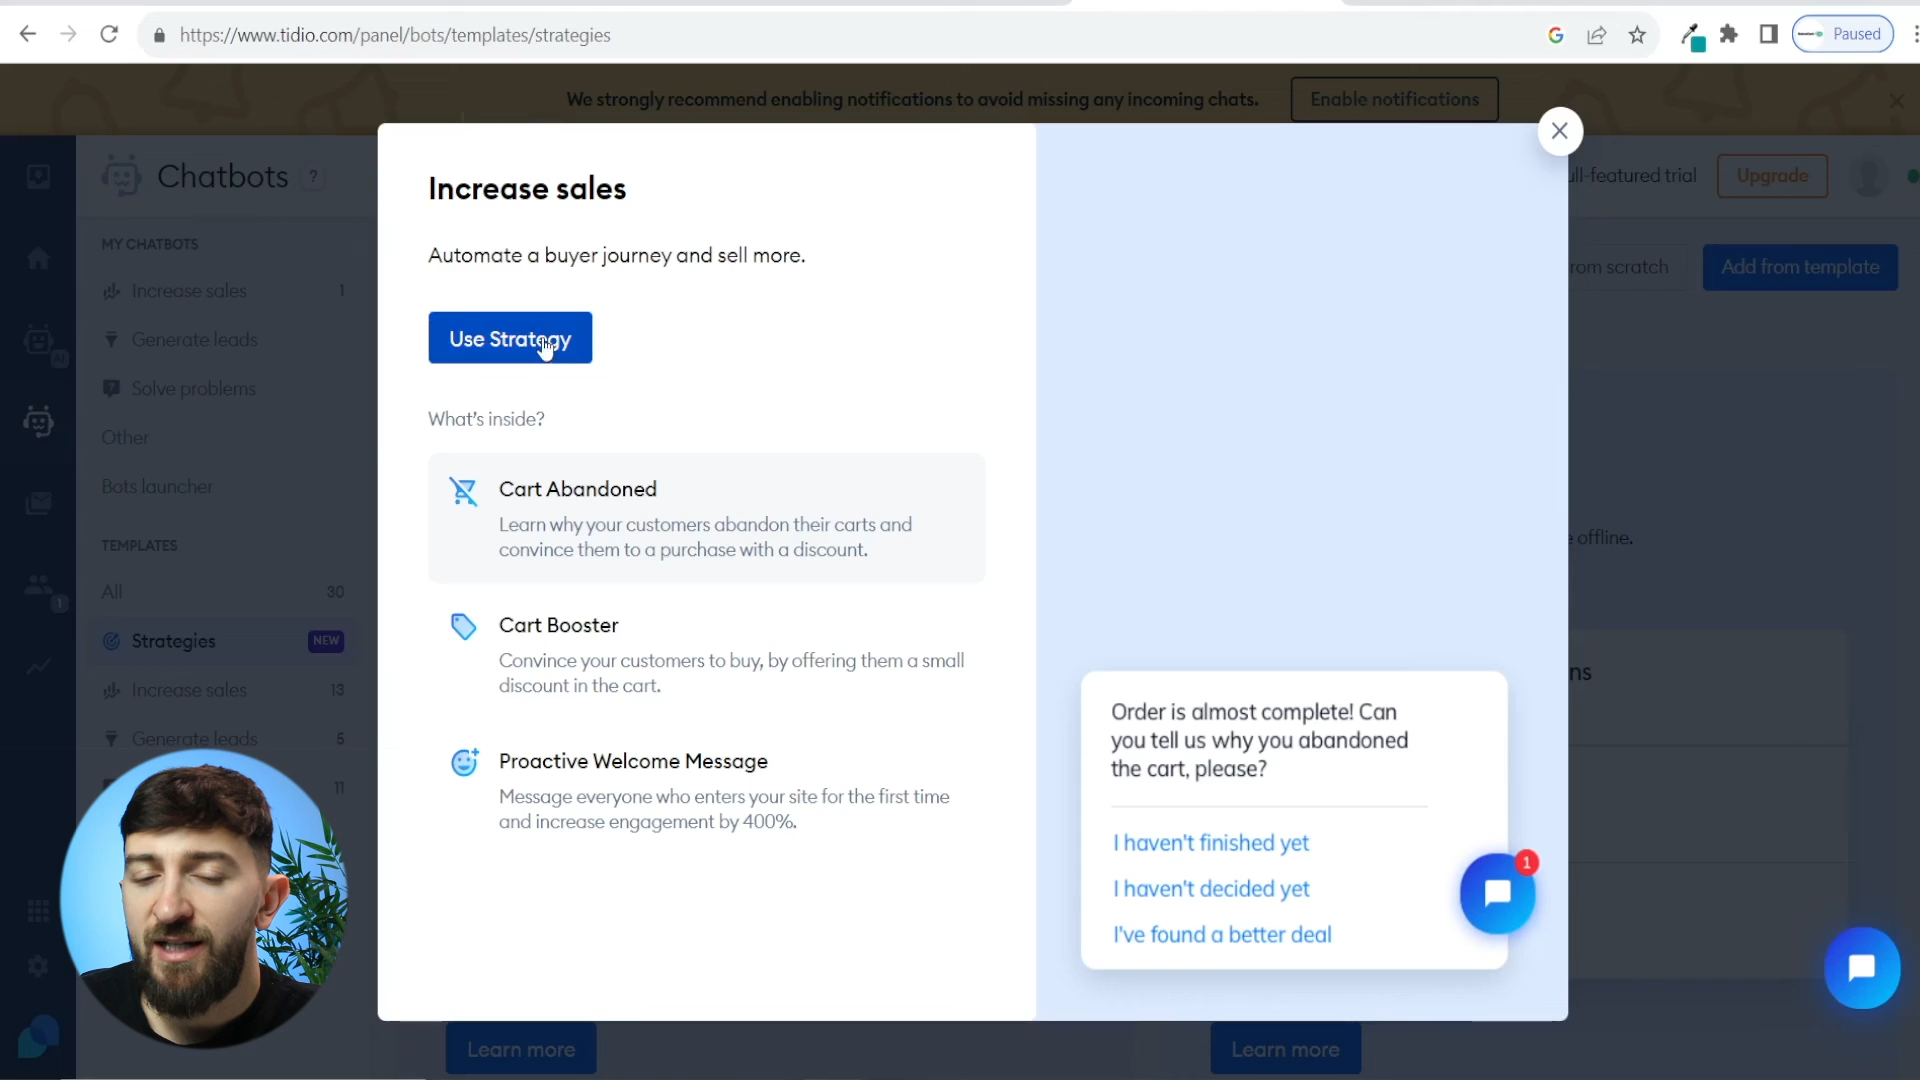 https://www.tidio.com/panel/bots/templates/strategies
Paused
We strongly recommend enabling notifications to avoid missing any incoming chats.
Enable notifications
Chatbots ?
ull-featured trial
Upgrade
MY CHATBOTS
Increase sales 1
Generate leads
Solve problems
Other
Bots launcher
TEMPLATES
All 30
Strategies NEW
Increase sales 13
Generate leads 5
11
AI
1
Increase sales
Automate a buyer journey and sell more.
Use Strategy
What's inside?
Cart Abandoned
Learn why your customers abandon their carts and
convince them to a purchase with a discount.
Cart Booster
Convince your customers to buy, by offering them a small
discount in the cart.
Proactive Welcome Message
Message everyone who enters your site for the first time
and increase engagement by 400%.
Order is almost complete! Can
you tell us why you abandoned
the cart, please?
I haven't finished yet
I haven't decided yet
I've found a better deal
1
rom scratch
Add from template
e offline.
ns
Learn more
Learn more